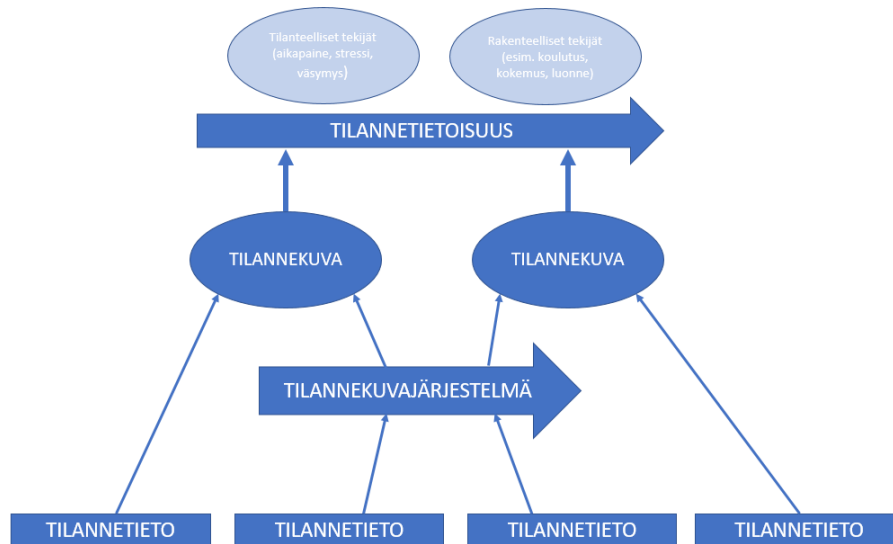 Tilanteelliset tekijät
(aikapaine, stressi,
väsymys)
Rakenteelliset tekijät
(esim. koulutus,
kokemus, luonne)
TILANNETIETOISUUS
TILANNEKUVA
TILANNEKUVA
TILANNEKUVAJÄRJESTELMÄ
TILANNETIETO
TILANNETIETO
TILANNETIETO
TILANNETIETO